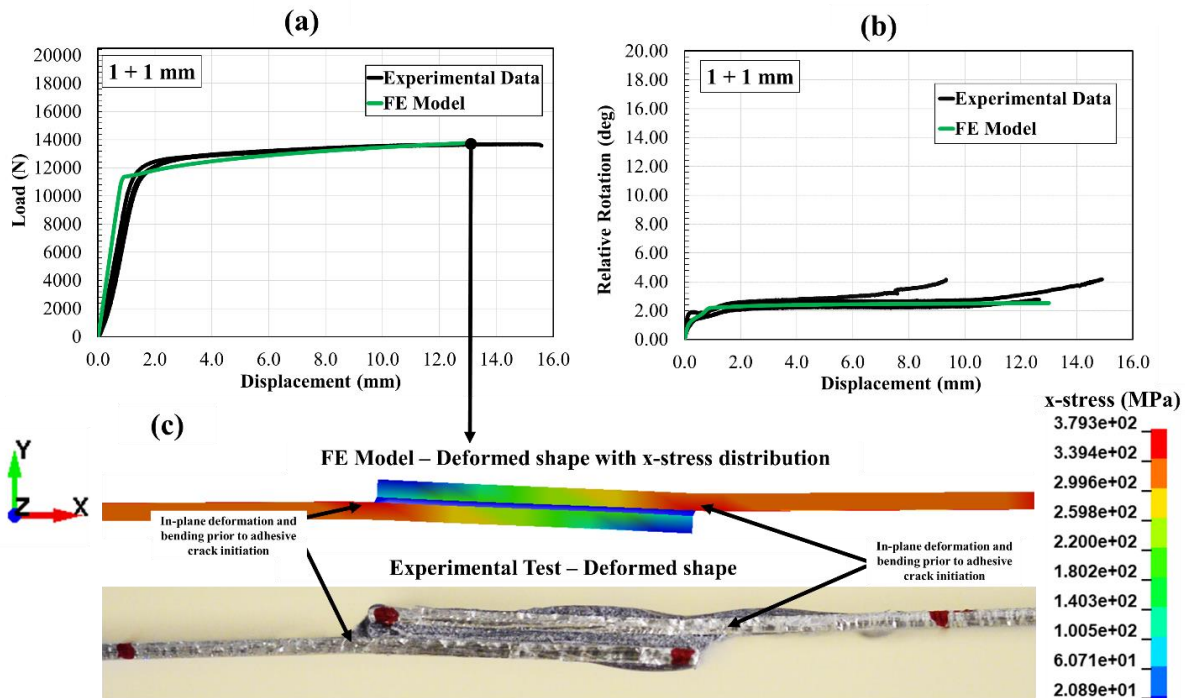 (a)
20000
18000
16000
14000
12000
10000
8000
6000
4000
2000
0
Load (N)
1 + 1 mm
Experimental Data
FE Model
0.0 2.0 4.0 6.0 8.0 10.0 12.0 14.0 16.0
Displacement (mm)
(b)
20.00
18.00
16.00
14.00
12.00
10.00
8.00
6.00
4.00
2.00
0.00
Relative Rotation (deg)
1 + 1 mm
Experimental Data
FE Model
0.0 2.0 4.0 6.0 8.0 10.0 12.0 14.0 16.0
Displacement (mm)
(c)
Y
Z
X
FE Model – Deformed shape with x-stress distribution
In-plane deformation and
bending prior to adhesive
crack initiation
In-plane deformation and
bending prior to adhesive
crack initiation
Experimental Test – Deformed shape
x-stress (MPa)
3.793e+02
3.394e+02
2.996e+02
2.598e+02
2.200e+02
1.802e+02
1.403e+02
1.005e+02
6.071e+01
2.089e+01